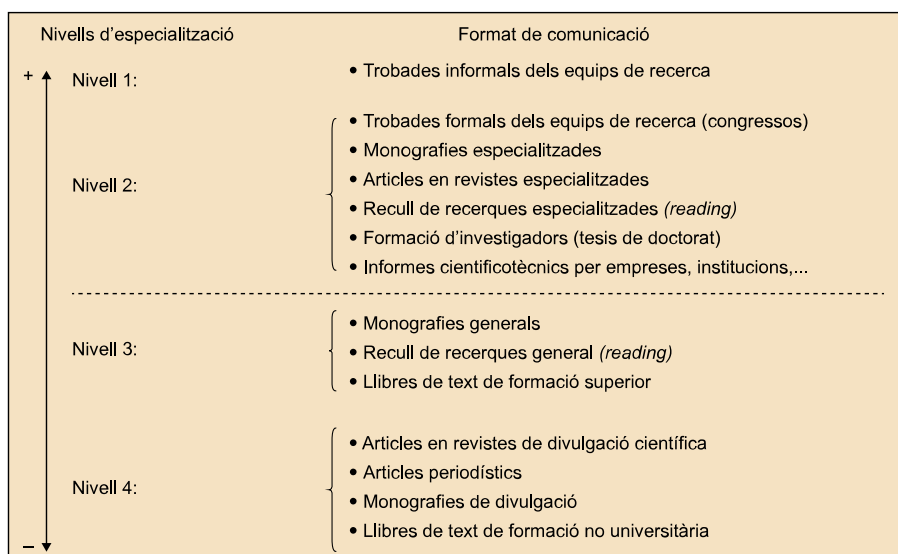 Nivells d'especialització Format de comunicació
+ Nivell 1: • Trobades informals dels equips de recerca
• Trobades formals dels equips de recerca (congressos)
• Monografies especialitzades
Nivell 2: • Articles en revistes especialitzades
• Recull de recerques especialitzades (reading)
• Formació d'investigadors (tesis de doctorat)
• Informes cientificotècnics per empreses, institucions,...
• Monografies generals
Nivell 3: • Recull de recerques general (reading)
• Llibres de text de formació superior
• Articles en revistes de divulgació científica
• Articles periodístics
Nivell 4: • Monografies de divulgació
• Llibres de text de formació no universitària
–